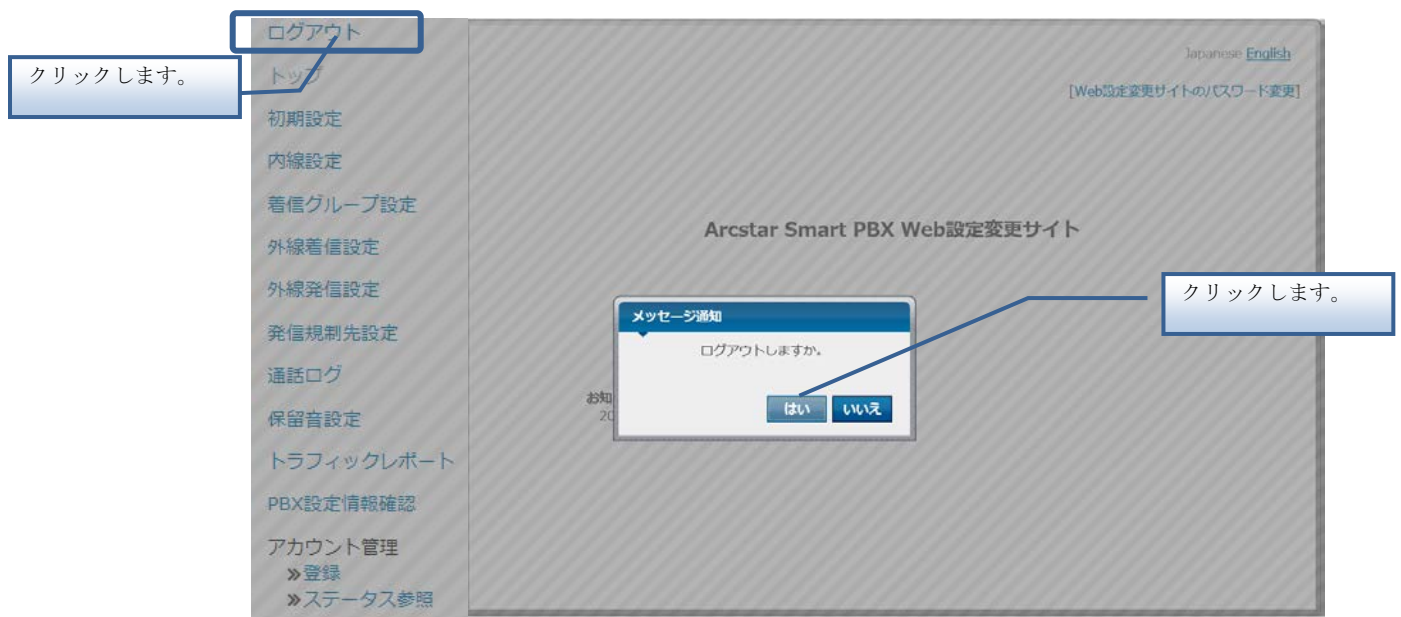 ログアウト
クリックします。
トップ
初期設定
内線設定
着信グループ設定
外線着信設定
外線発信設定
発信規制先設定
通話ログ
保留音設定
トラフィックレポート
PBX設定情報確認
アカウント管理
»登録
»ステータス参照
Japanese English
[Web設定変更サイトのパスワード変更]
Arcstar Smart PBX Web設定変更サイト
クリックします。
メッセージ通知
ログアウトしますか。
はい いいえ
お知
20